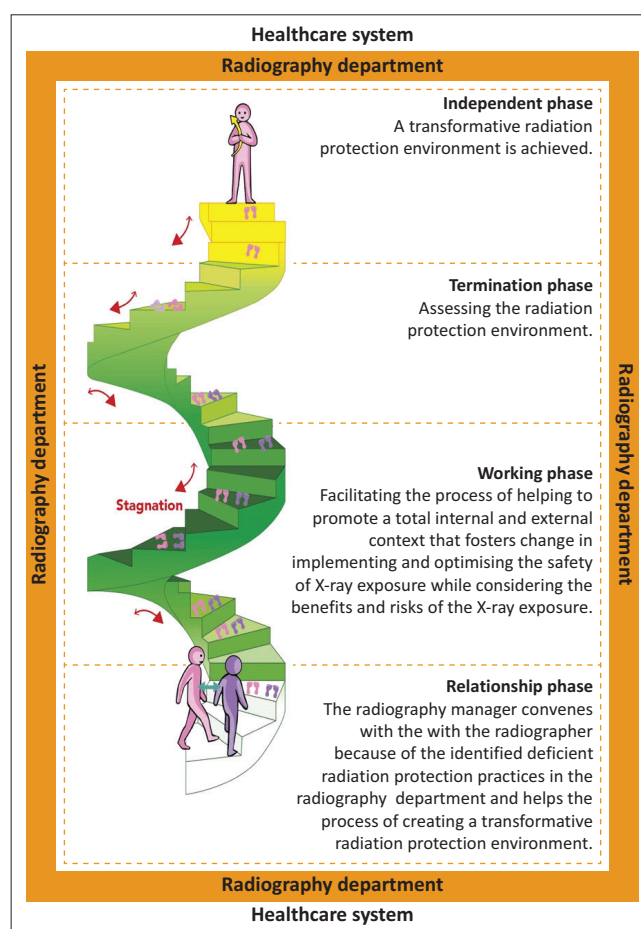 Healthcare system
Radiography department
Independent phase
A transformative radiation
protection environment is achieved.
Termination phase
Assessing the radiation
protection environment.
Radiography department
Radiography department
Working phase
Facilitating the process of helping to
promote a total internal and external
context that fosters change in
implementing and optimising the safety
of X-ray exposure while considering the
benefits and risks of the X-ray exposure.
Stagnation
Relationship phase
The radiography manager convenes
with the with the radiographer
because of the identified deficient
radiation protection practices in the
radiography department and helps the
process of creating a transformative
radiation protection environment.
Radiography department
Healthcare system